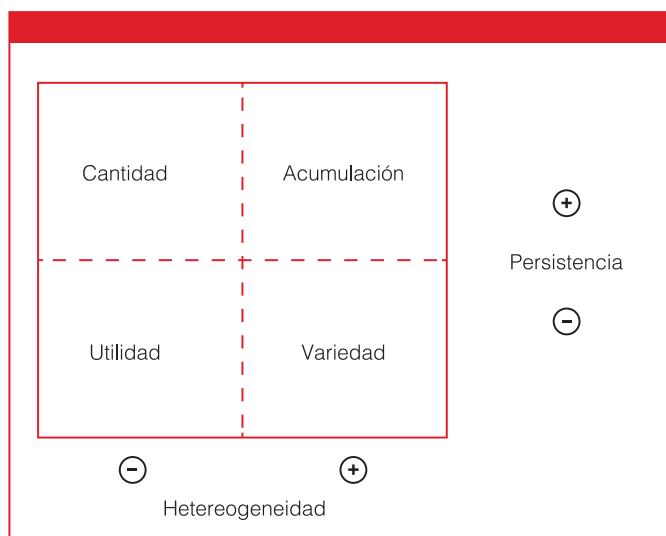 Cantidad Acumulación
+
Persistencia
−
Utilidad Variedad
− +
Hetereogeneidad